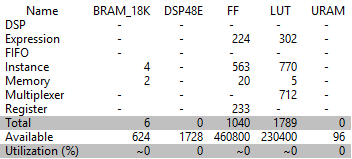 Name BRAM_18K DSP48E FF LUT URAM
DSP - - - - -
Expression - - 224 302 -
FIFO - - - - -
Instance 4 - 563 770 -
Memory 2 - 20 5 -
Multiplexer - - - 712 -
Register - - 233 - -
Total 6 0 1040 1789 0
Available 624 1728 460800 230400 96
Utilization (%) ~0 0 ~0 ~0 0